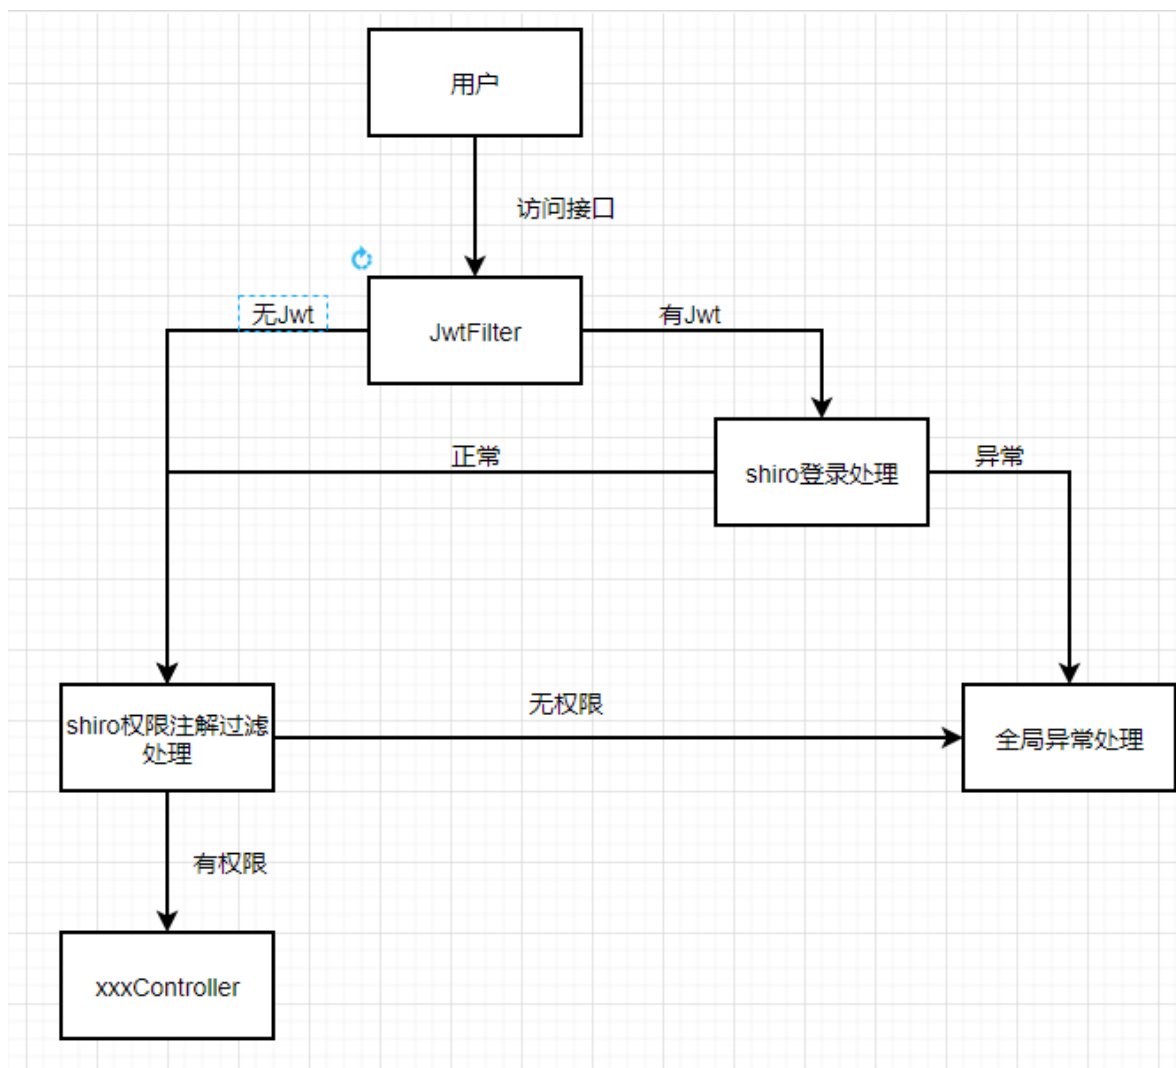 用户
访问接口
无Jwt
JwtFilter
有Jwt
正常
shiro登录处理
异常
shiro权限注解过滤
处理
无权限
全局异常处理
有权限
xxxController